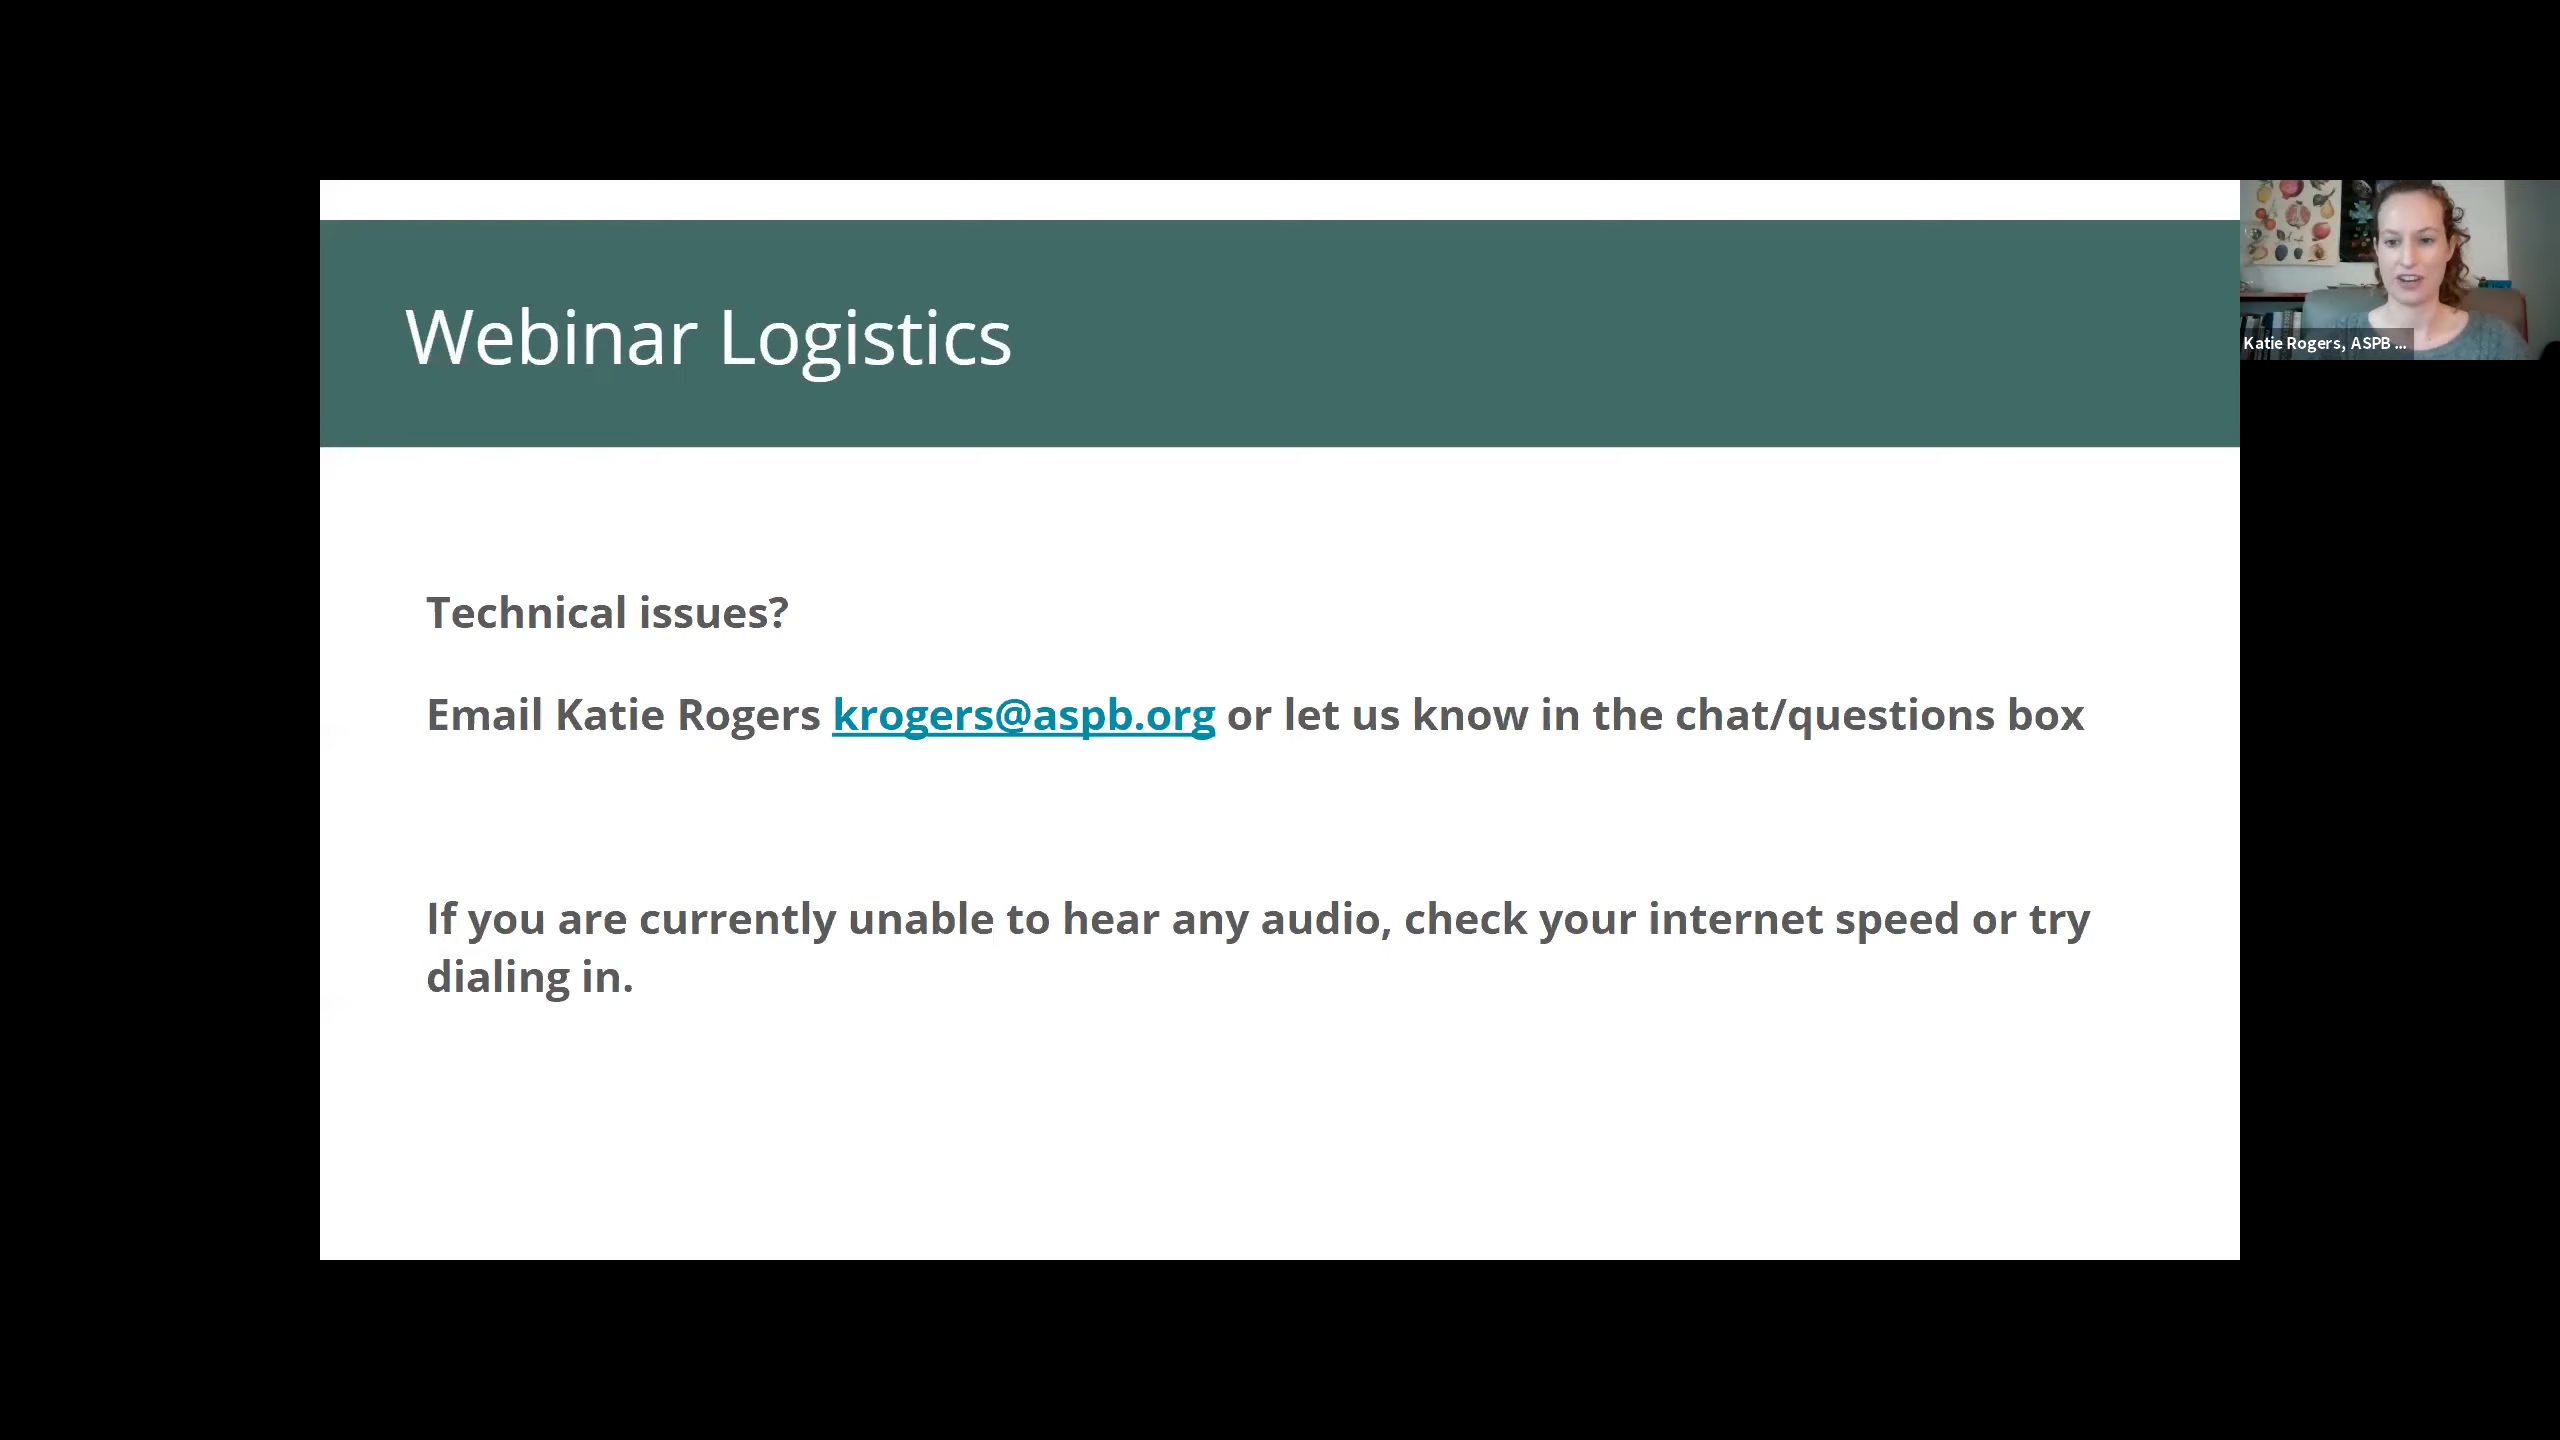 Webinar Logistics
Katie Rogers, ASPB ...
Technical issues?
Email Katie Rogers krogers@aspb.org or let us know in the chat/questions box
If you are currently unable to hear any audio, check your internet speed or try
dialing in.